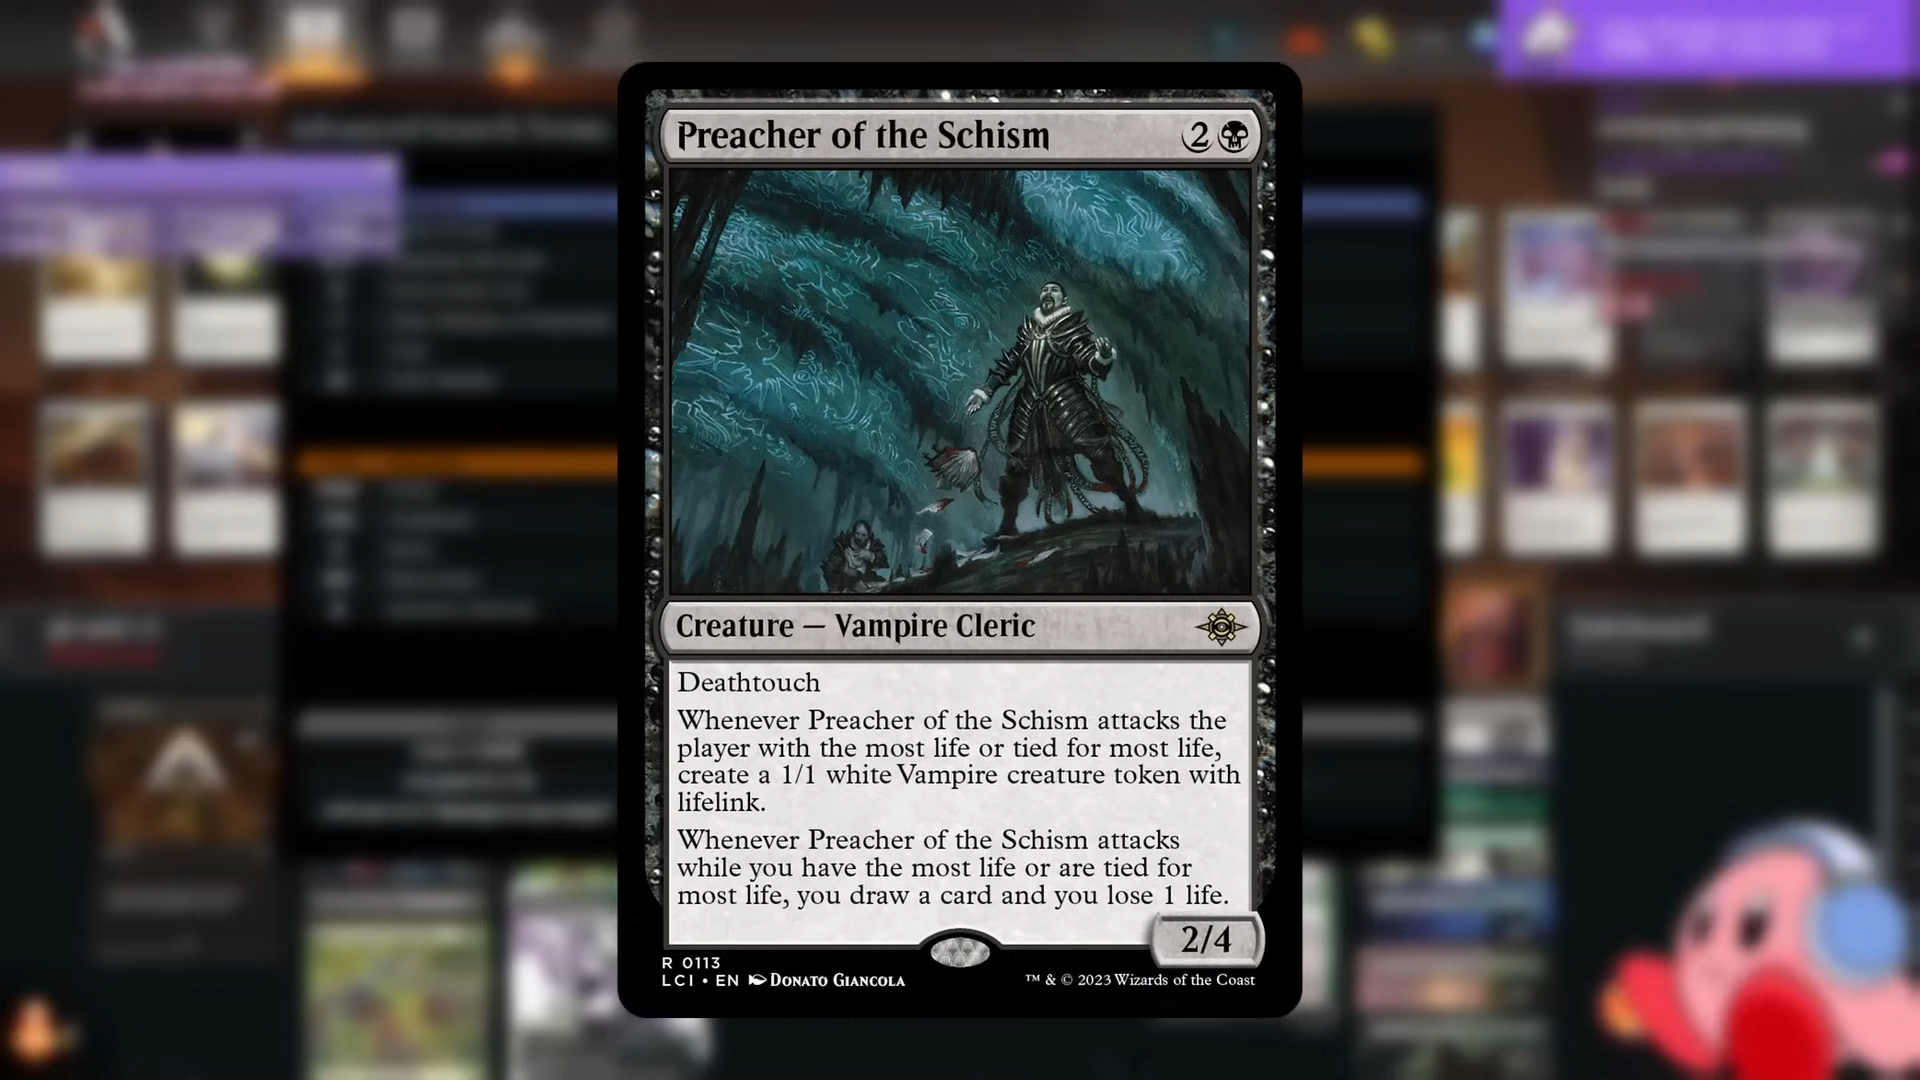 Preacher of the Schism
2
Creature — Vampire Cleric
Deathtouch
Whenever Preacher of the Schism attacks the
player with the most life or tied for most life,
create a 1/1 white Vampire creature token with
lifelink.
Whenever Preacher of the Schism attacks
while you have the most life or are tied for
most life, you draw a card and you lose 1 life.
2/4
R 0113
LCI • EN Donato Giancola
™ & © 2023 Wizards of the Coast